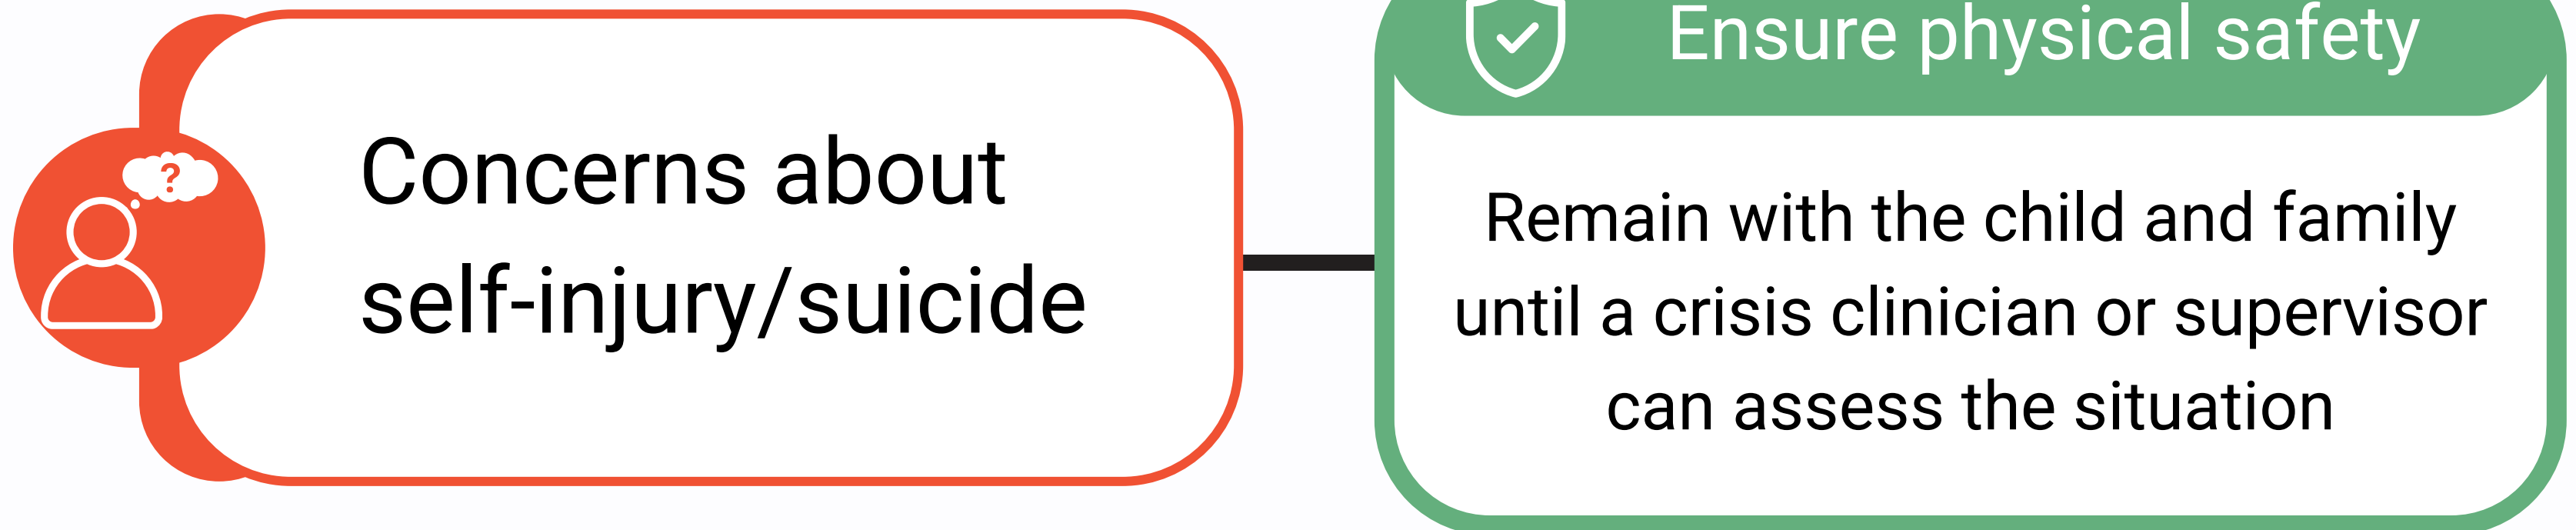 Concerns about
self-injury/suicide
?
Ensure physical safety
Remain with the child and family
until a crisis clinician or supervisor
can assess the situation